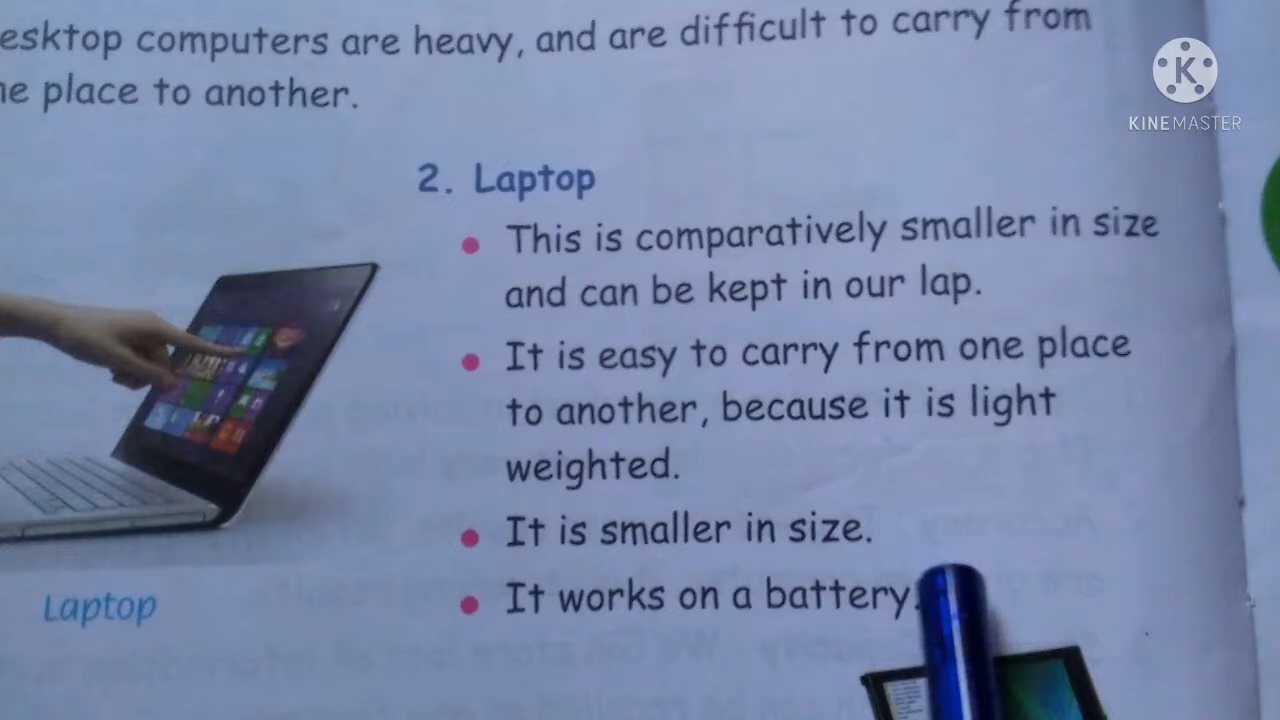 esktop computers are heavy, and are difficult to carry from
ne place to another.
KINEMASTER
2. Laptop
• This is comparatively smaller in size
and can be kept in our lap.
• It is easy to carry from one place
to another, because it is light
weighted.
• It is smaller in size.
• It works on a battery.
Laptop